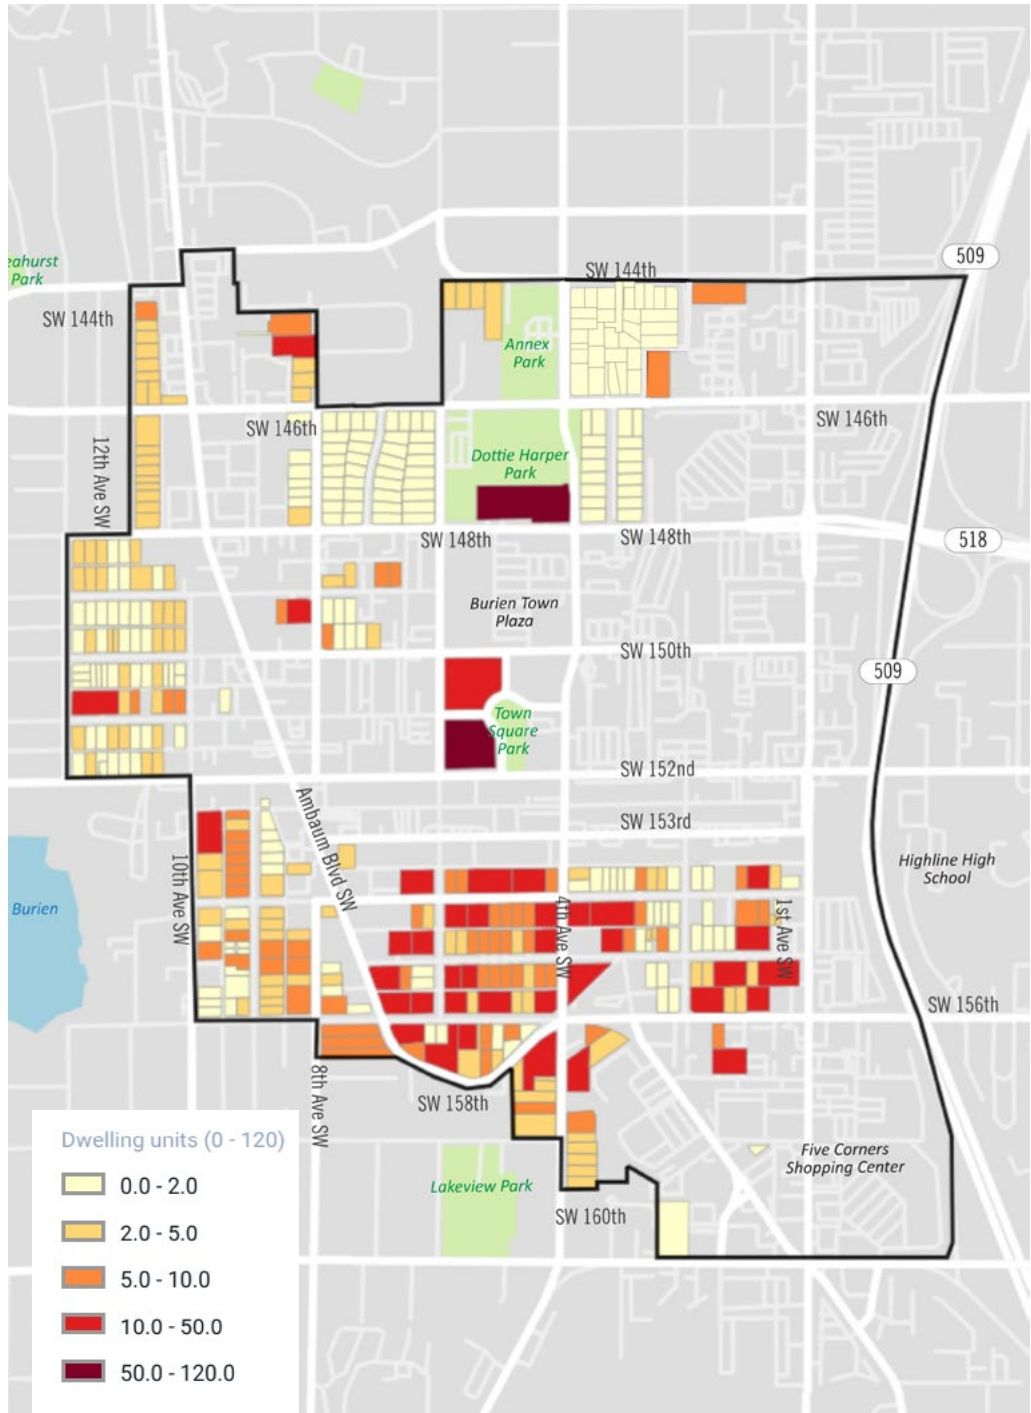 509
SW 144th
eahurst
Park
SW 144th
Annex
Park
SW 146th
SW 146th
12th Ave SW
Dottie Harper
Park
SW 148th
SW 148th
518
Burien Town
Plaza
SW 150th
509
Town
Square
Park
SW 152nd
Ambaum Blvd SW
SW 153rd
10th Ave SW
Highline High
School
Burien
4th Ave SW
1st Ave SW
SW 156th
8th Ave SW
SW 158th
Five Corners
Shopping Center
Lakeview Park
SW 160th
Dwelling units (0 - 120)
0.0 - 2.0
2.0 - 5.0
5.0 - 10.0
10.0 - 50.0
50.0 - 120.0